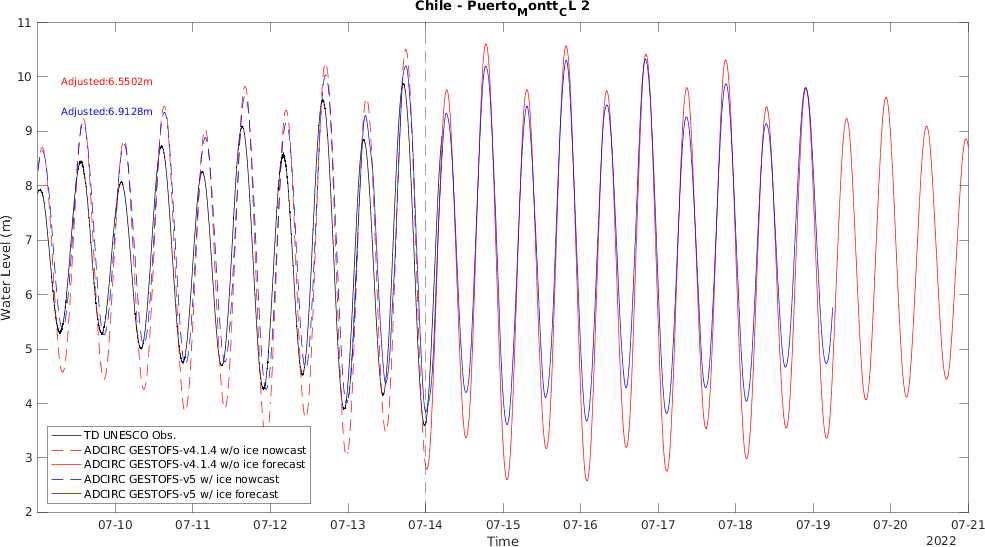 Chile - PuertoMonttCL 2
11
10
9
8
7
6
5
4
3
2
Water Level (m)
Adjusted:6.5502m
Adjusted:6.9128m
TD UNESCO Obs.
ADCIRC GESTOFS-v4.1.4 w/o ice nowcast
ADCIRC GESTOFS-v4.1.4 w/o ice forecast
ADCIRC GESTOFS-v5 w/ ice nowcast
ADCIRC GESTOFS-v5 w/ ice forecast
07-10 07-11 07-12 07-13 07-14 07-15 07-16 07-17 07-18 07-19 07-20 07-21
Time
2022